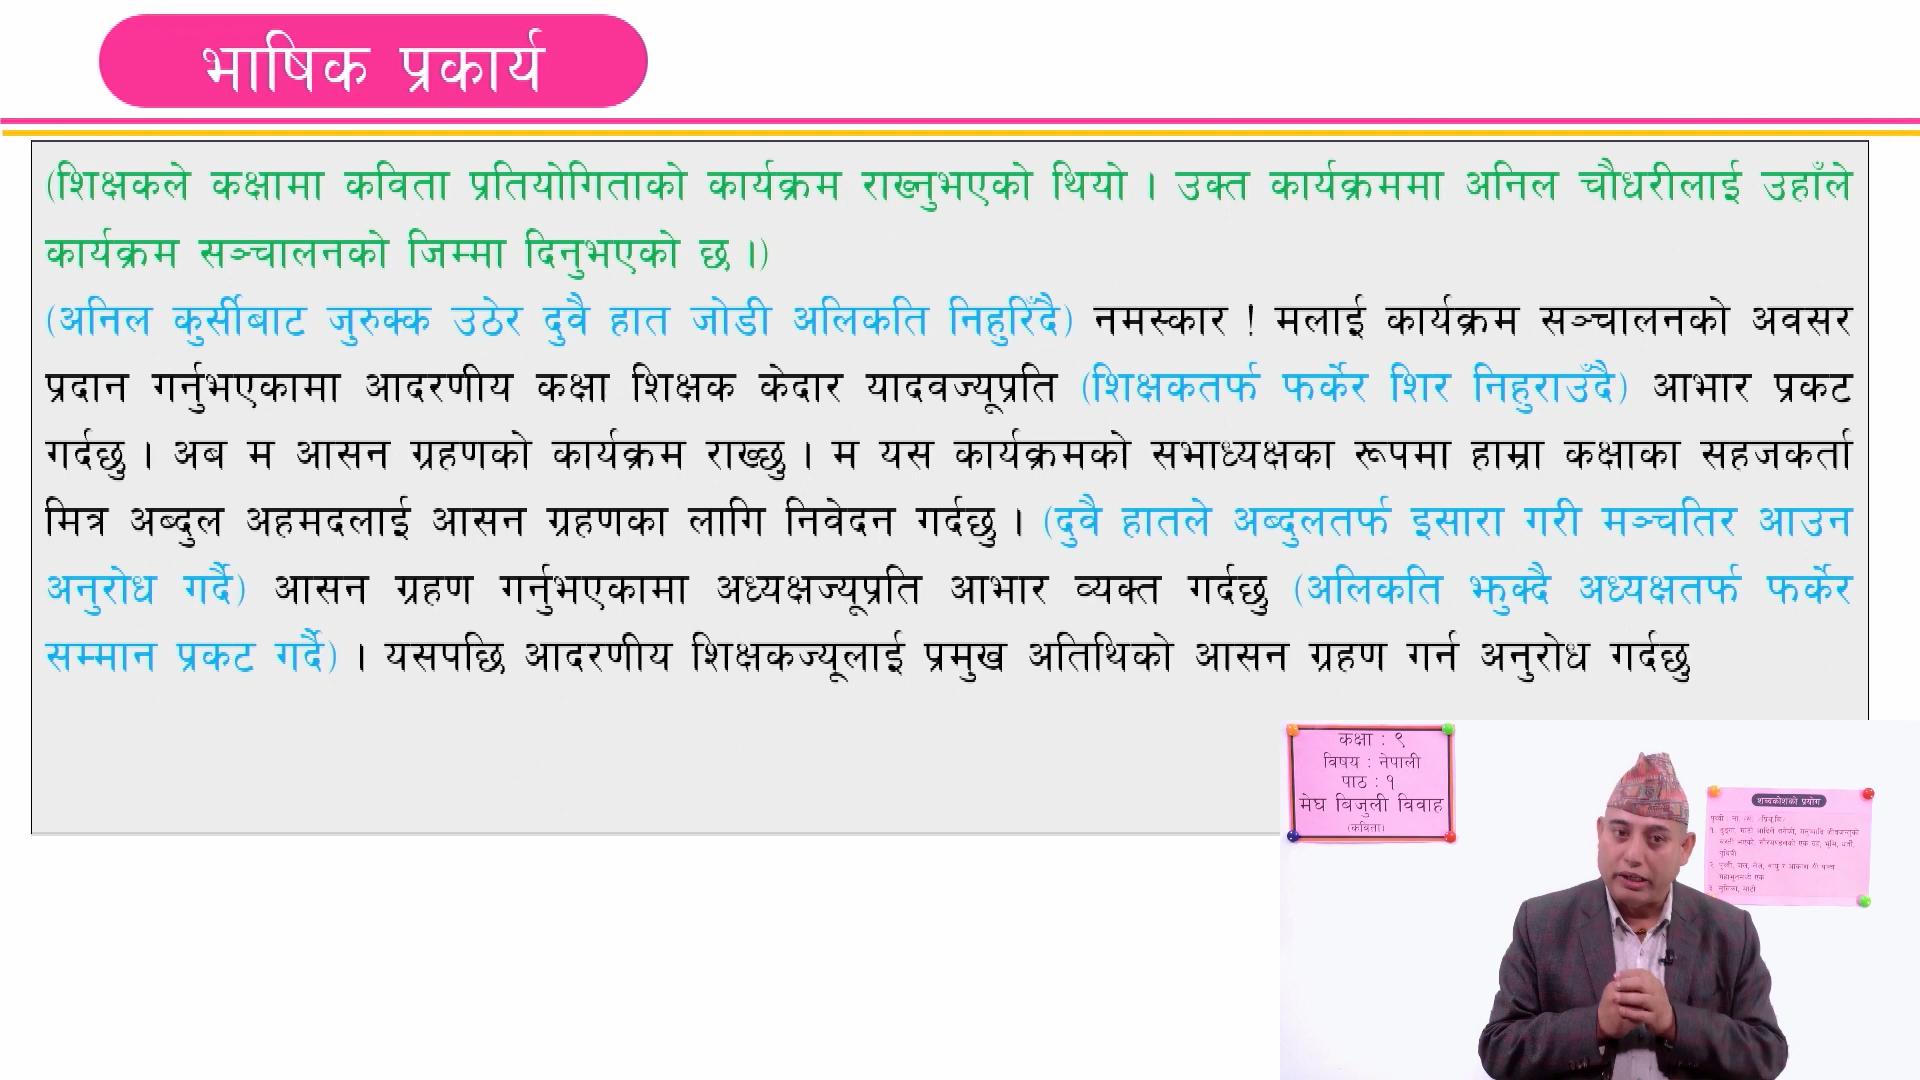 भाषिक प्रकार्य
(शिक्षकले कक्षामा कविता प्रतियोगिताको कार्यक्रम राख्नुभएको थियो । उक्त कार्यक्रममा अनिल चौधरीलाई उहाँले
कार्यक्रम सञ्चालनको जिम्मा दिनुभएको छ ।)
(अनिल कुर्सीबाट जुरुक्क उठेर दुवै हात जोडी अलिकति निहुरिँदै) नमस्कार ! मलाई कार्यक्रम सञ्चालनको अवसर
प्रदान गर्नुभएकामा आदरणीय कक्षा शिक्षक केदार यादवज्यूप्रति (शिक्षकतर्फ फर्केर शिर निहुराउँदै) आभार प्रकट
गर्दछु । अब म आसन ग्रहणको कार्यक्रम राख्छु । म यस कार्यक्रमको सभाध्यक्षका रूपमा हाम्रा कक्षाका सहजकर्ता
मित्र अब्दुल अहमदलाई आसन ग्रहणका लागि निवेदन गर्दछु । (दुवै हातले अब्दुलतर्फ इसारा गरी मञ्चतिर आउन
अनुरोध गर्दै) आसन ग्रहण गर्नुभएकामा अध्यक्षज्यूप्रति आभार व्यक्त गर्दछु (अलिकति झुक्दै अध्यक्षतर्फ फर्केर
सम्मान प्रकट गर्दै) । यसपछि आदरणीय शिक्षकज्यूलाई प्रमुख अतिथिको आसन ग्रहण गर्न अनुरोध गर्दछु
कक्षा : ९
विषय : नेपाली
पाठ : १
मेघ बिजुली विवाह
(कविता)
शब्दकोशको प्रयोग